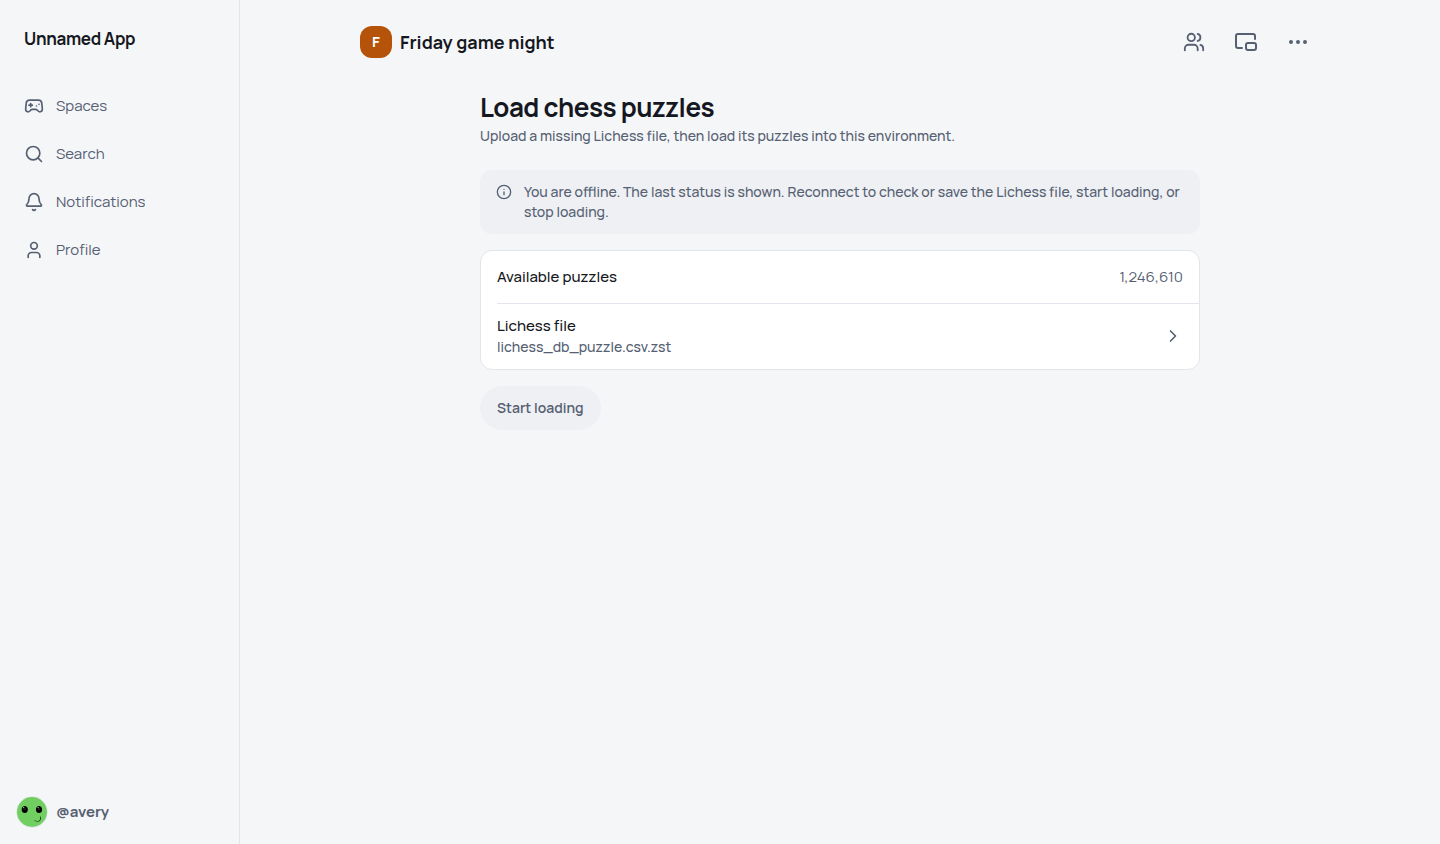 Unnamed App
Spaces
Search
Notifications
Profile
@avery
F
Friday game night
Load chess puzzles
Upload a missing Lichess file, then load its puzzles into this environment.
You are offline. The last status is shown. Reconnect to check or save the Lichess file, start loading, or
stop loading.
Available puzzles 1,246,610
Lichess file
lichess_db_puzzle.csv.zst
Start loading